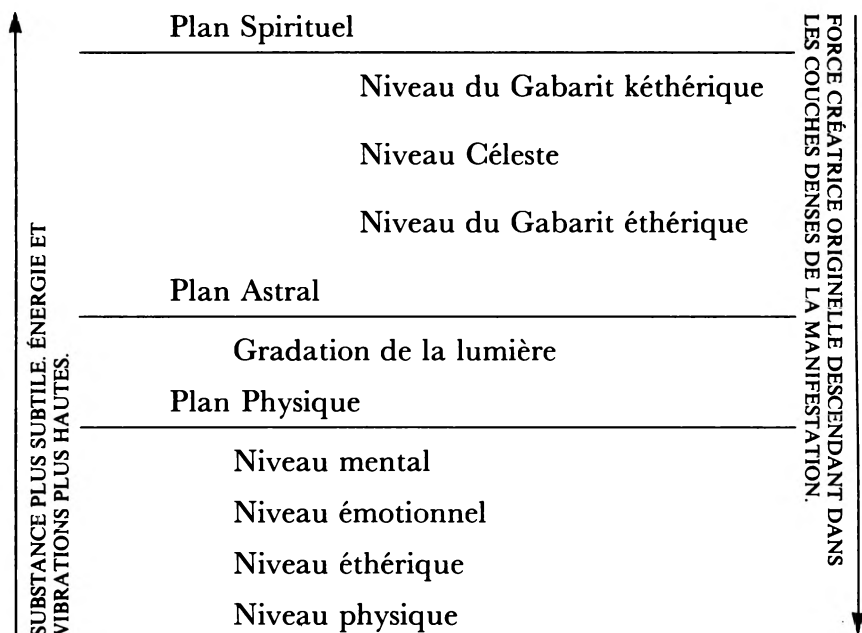 Plan Spirituel
Niveau du Gabarit kéthérique
Niveau Céleste
Niveau du Gabarit éthérique
Plan Astral
Gradation de la lumière
Plan Physique
Niveau mental
Niveau émotionnel
Niveau éthérique
Niveau physique
SUBSTANCE PLUS SUBTILE. ÉNERGIE ET
VIBRATIONS PLUS HAUTES.
FORCE CRÉATRICE ORIGINELLE DESCENDANT DANS
LES COUCHES DENSES DE LA MANIFESTATION.